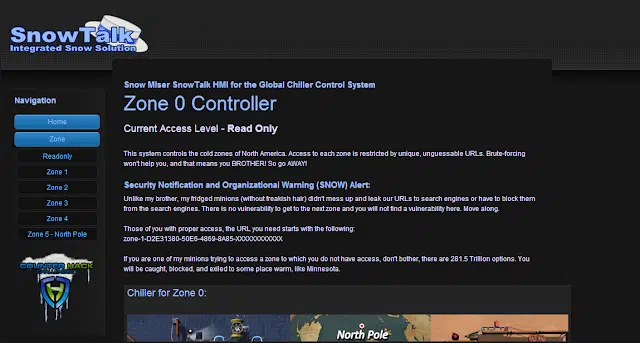 SnowTalk
Integrated Snow Solution
Navigation
Home
Zone
Readonly
Zone 1
Zone 2
Zone 3
Zone 4
Zone 5 - North Pole
COUNTER HACK
Snow Miser SnowTalk HMI for the Global Chiller Control System
Zone 0 Controller
Current Access Level - Read Only
This system controls the cold zones of North America. Access to each zone is restricted by unique, unguessable URLs. Brute-forcing
won't help you, and that means you BROTHER! So go AWAY!
Security Notification and Organizational Warning (SNOW) Alert:
Unlike my brother, my fridged minions (without freakish hair) didn't mess up and leak our URLs to search engines or have to block them
from the search engines. There is no vulnerability to get to the next zone and you will not find a vulnerability here. Move along.
Those of you with proper access, the URL you need starts with the following:
zone-1-D2E31380-50E6-4869-8A85-XXXXXXXXXXXX
If you are one of my minions trying to access a zone to which you do not have access, don't bother, there are 281.5 Trillion options. You
will be caught, blocked, and exiled to some place warm, like Minnesota.
Chiller for Zone 0:
North Pole